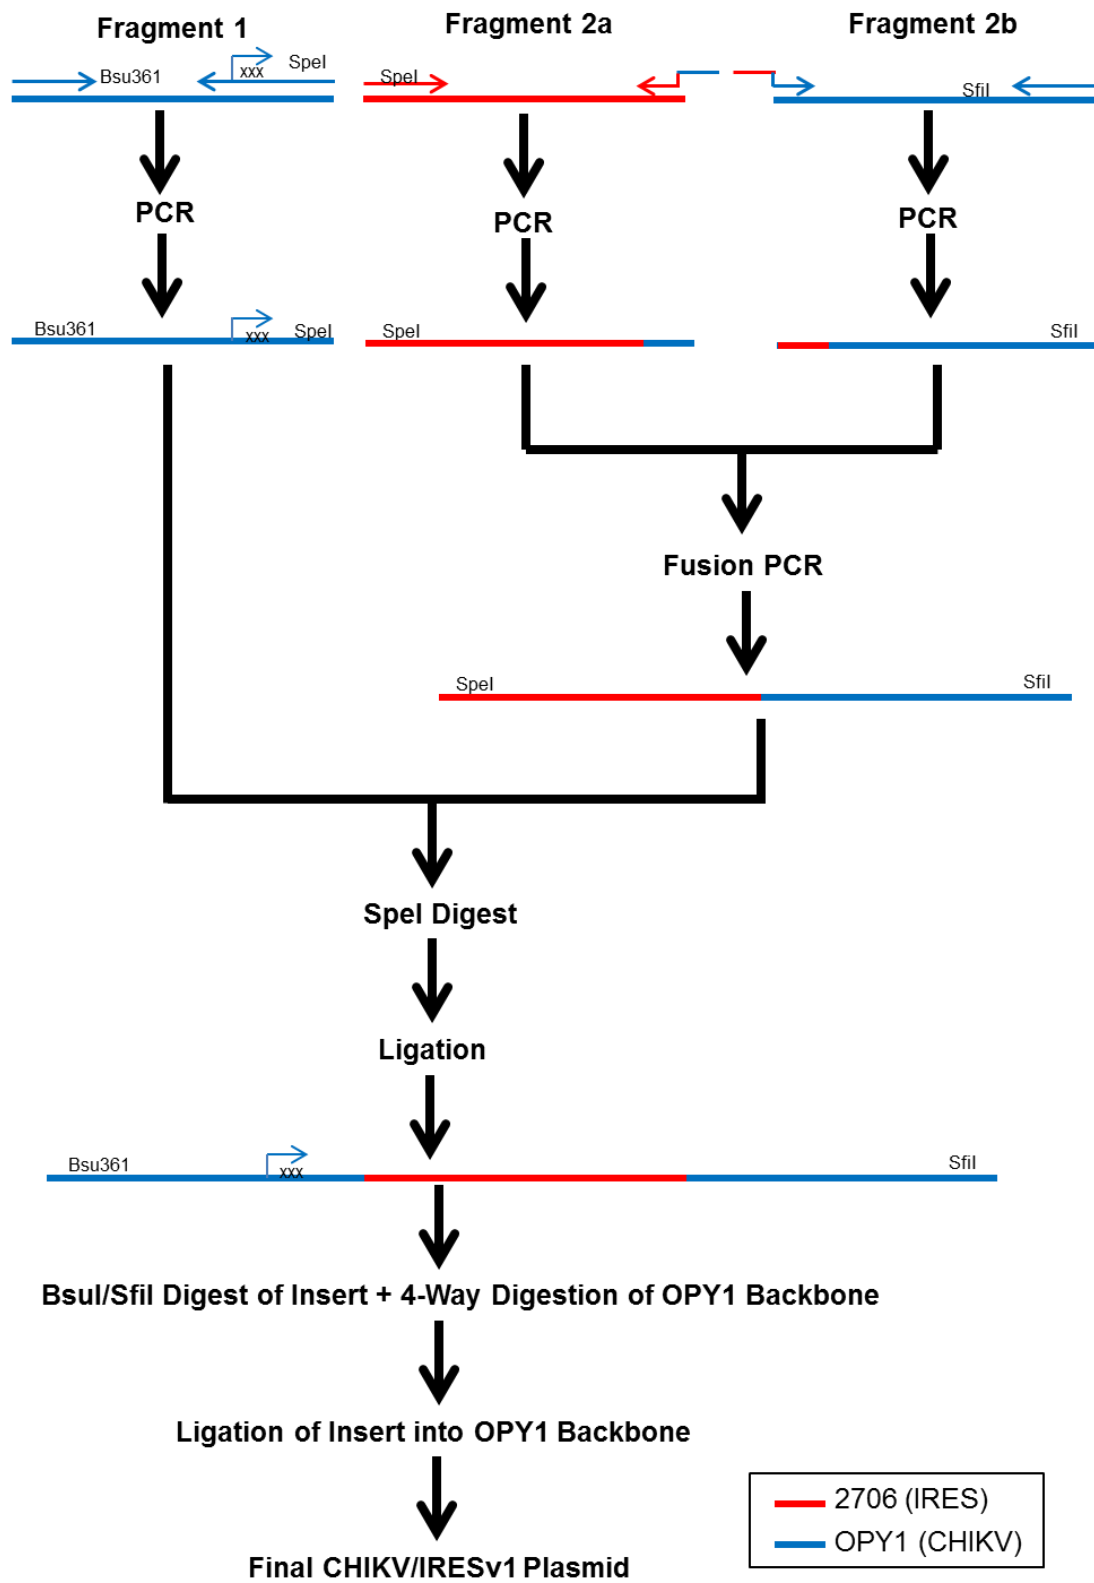 Fragment 1
Fragment 2a
Fragment 2b
Bsu361
xxx
SpeI
SpeI
SfiI
PCR
PCR
PCR
Bsu361
xxx
SpeI
SpeI
SfiI
Fusion PCR
SpeI
SfiI
SpeI Digest
Ligation
Bsu361
xxx
SfiI
BsuI/SfiI Digest of Insert + 4-Way Digestion of OPY1 Backbone
Ligation of Insert into OPY1 Backbone
Final CHIKV/IRESv1 Plasmid
2706 (IRES)
OPY1 (CHIKV)